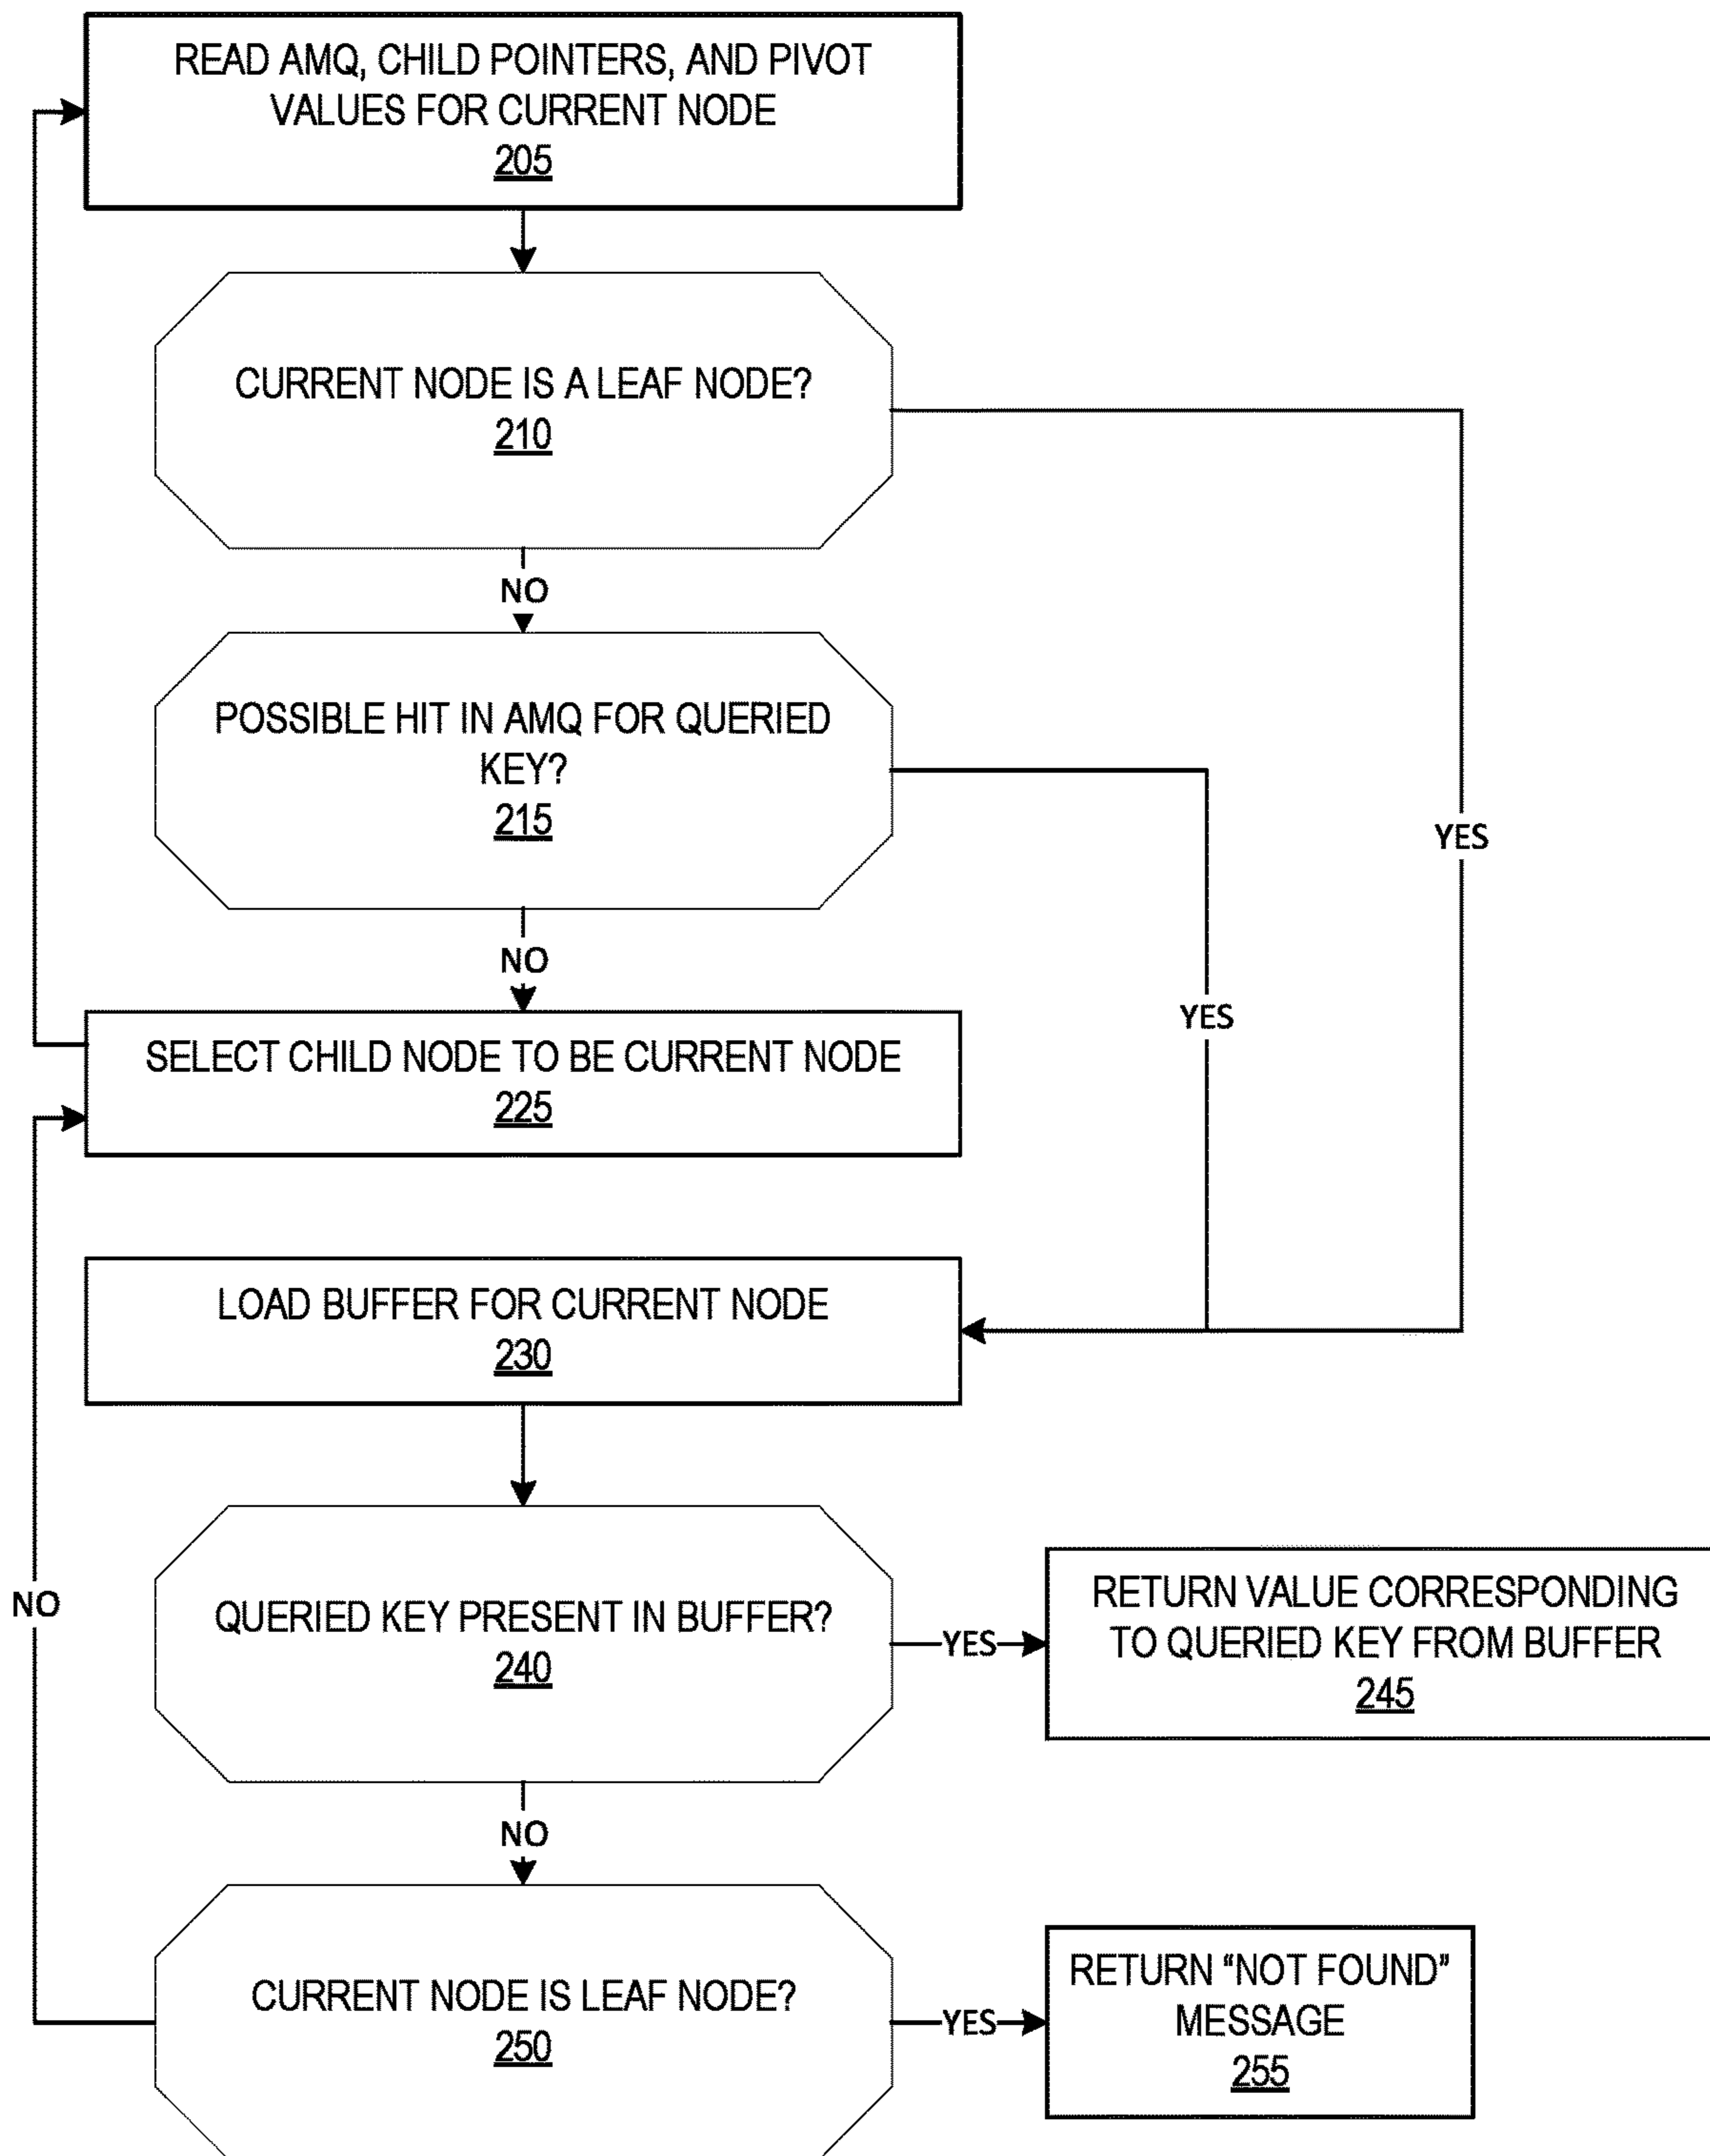 READ AMQ, CHILD POINTERS, AND PIVOT
VALUES FOR CURRENT NODE
205
CURRENT NODE IS A LEAF NODE?
210
NO
POSSIBLE HIT IN AMQ FOR QUERIED
KEY?
215
YES
NO
YES
SELECT CHILD NODE TO BE CURRENT NODE
225
LOAD BUFFER FOR CURRENT NODE
230
NO
QUERIED KEY PRESENT IN BUFFER?
240
YES
RETURN VALUE CORRESPONDING
TO QUERIED KEY FROM BUFFER
245
NO
CURRENT NODE IS LEAF NODE?
250
YES
RETURN “NOT FOUND”
MESSAGE
255